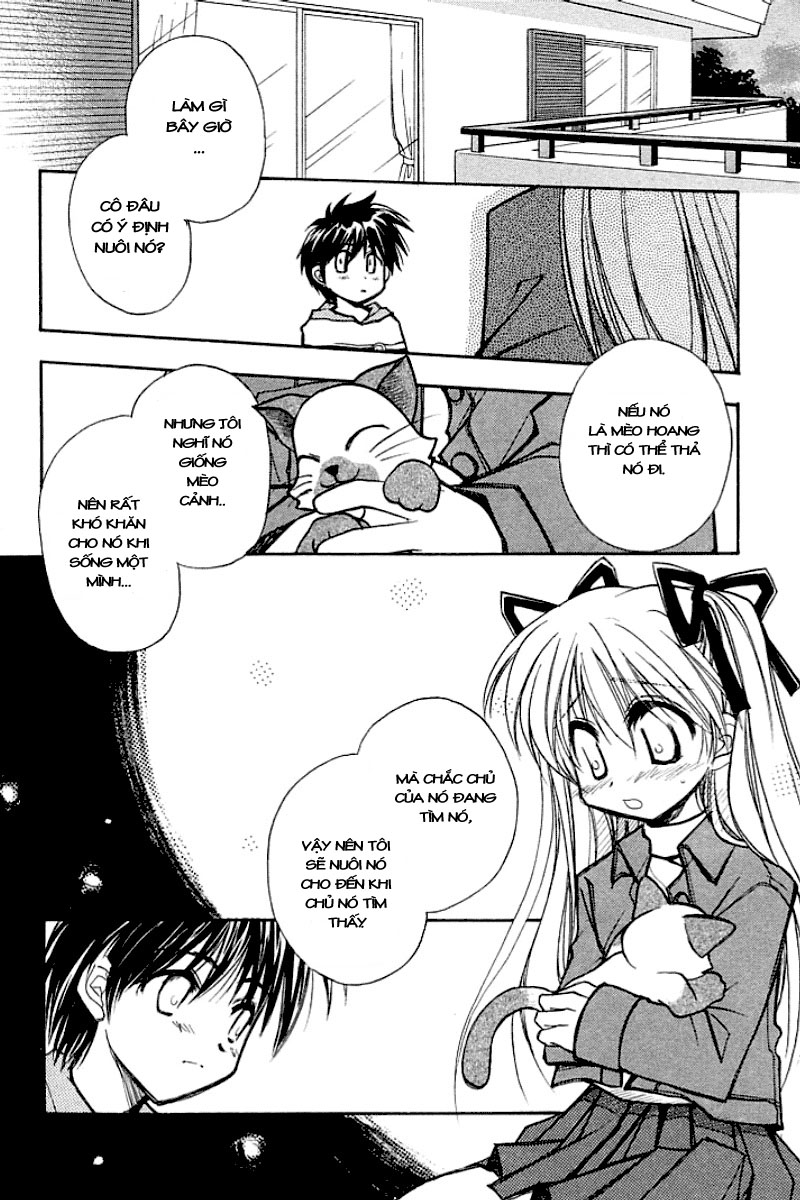 LÀM GÌ
BÂY GIỜ
...
CÔ ĐÂU
CÓ Ý ĐỊNH
NUÔI NÓ?
NẾU NÓ
LÀ MÈO HOANG
THÌ CÓ THỂ THẢ
NÓ ĐI.
NHƯNG TÔI
NGHĨ NÓ
GIỐNG
MÈO
CẢNH..
NÊN RẤT
KHÓ KHĂN
CHO NÓ KHI
SỐNG MỘT
MÌNH...
MÀ CHẮC CHỦ
CỦA NÓ ĐANG
TÌM NÓ,
VẬY NÊN TÔI
SẼ NUÔI NÓ
CHO ĐẾN KHI
CHỦ NÓ TÌM
THẤY.